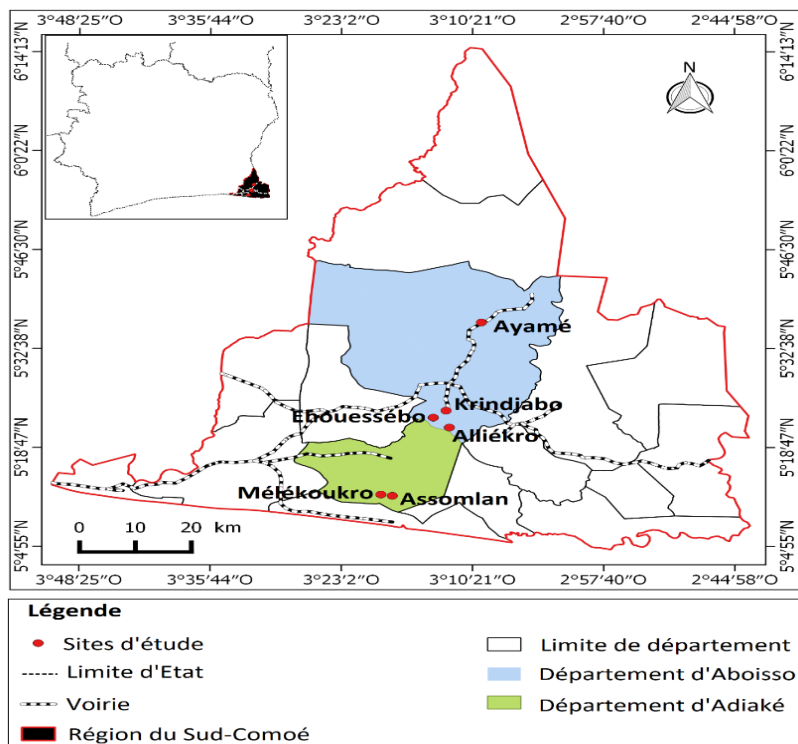 3°48'25"O 3°35'44"O 3°23'2"O 3°10'21"O 2°57'40"O 2°44'58"O
6°14'13"N 6°14'13"N
N
6°0'22"N 6°0'22"N
5°46'30"N 5°46'30"N
Ayamé
5°32'38"N 5°32'38"N
Krindjabo
Ehouessébo
Alliékro
5°18'47"N 5°18'47"N
Mélékoukro Assomlan
0 10 20 km
5°4'55"N 5°4'55"N
3°48'25"O 3°35'44"O 3°23'2"O 3°10'21"O 2°57'40"O 2°44'58"O
Légende
Sites d'étude
Limite d'Etat
Voirie
Région du Sud-Comoé
Limite de département
Département d'Aboisso
Département d'Adiaké